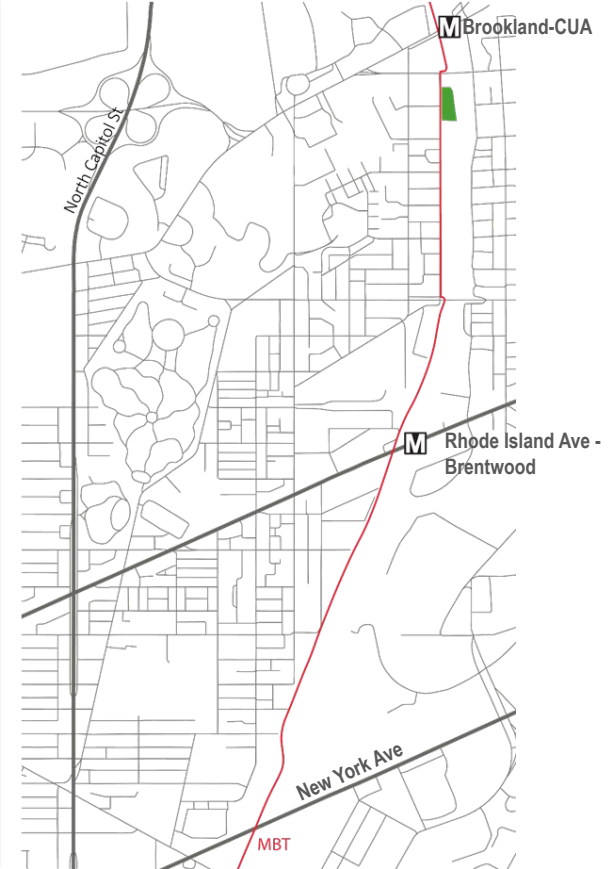 M Brookland-CUA
North Capitol St
M Rhode Island Ave -
Brentwood
New York Ave
MBT